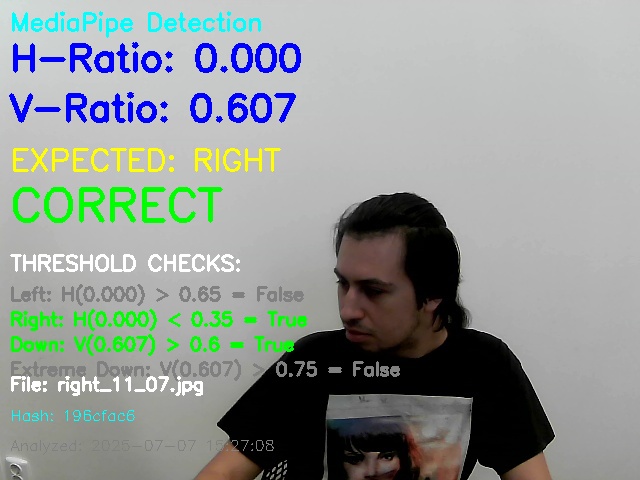 MediaPipe Detection
H-Ratio: 0.000
V-Ratio: 0.607
EXPECTED: RIGHT
CORRECT
THRESHOLD CHECKS:
Left: H(0.000) > 0.65 = False
Right: H(0.000) < 0.35 = True
Down: V(0.607) > 0.6 = True
Extreme Down: V(0.607) > 0.75 = False
File: right_11_07.jpg
Hash: 196cfac6
Analyzed: 2025-07-07 15:27:08